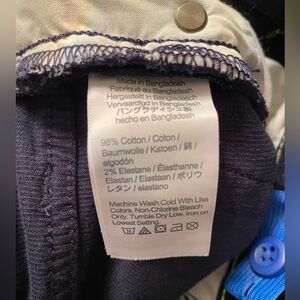 Made in Bangladesh
Fabriqué au Bangladesh
Hergestellt in Bangladesh
Vervaardigd in Bangladesh
バングラディシュ製
hecho en Bangladesh
98% Cotton / Coton /
Baumwolle / Katoen / 綿 /
algodón
2% Elastane / Élasthanne /
Elastan / Elastaan / ポリウ
レタン / elastano
Machine Wash Cold With Like
Colors. Non-Chlorine Bleach
Only. Tumble Dry Low. Iron on
Lowest Setting.